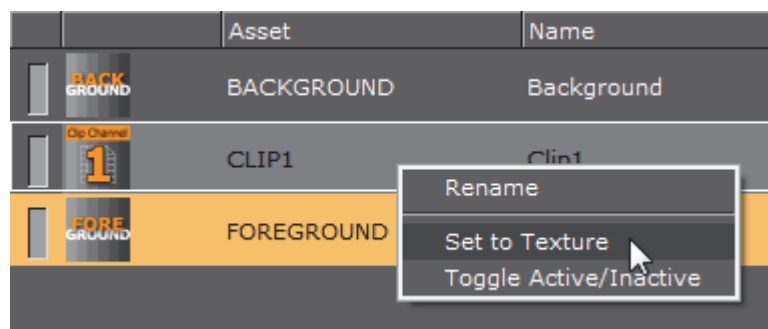 Asset Name
BACK
GROUND
BACKGROUND Background
Clip Channel
1
CLIP1 Clip1
Rename
FORE
GROUND
FOREGROUND
Set to Texture
Toggle Active/Inactive